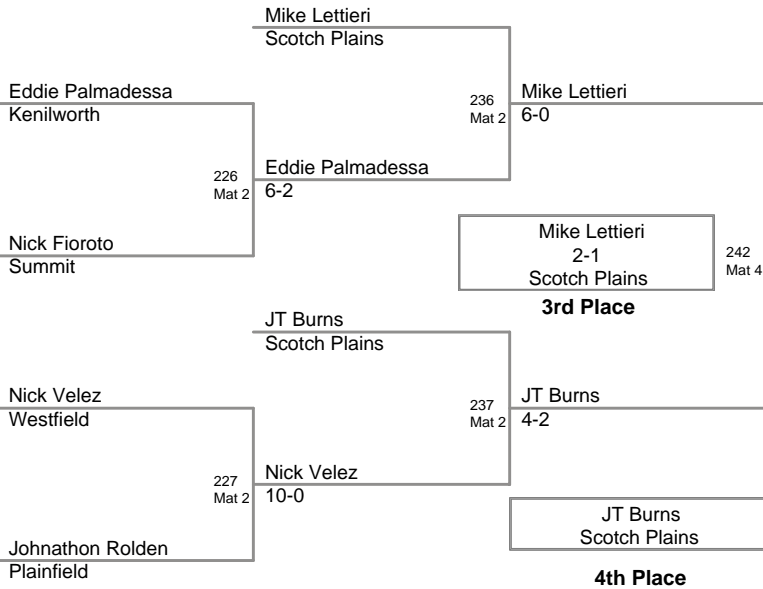 Mike Lettieri
Scotch Plains
Eddie Palmadessa
Kenilworth
236
Mat 2
Mike Lettieri
6-0
226
Mat 2
Eddie Palmadessa
6-2
Nick Fioroto
Summit
Mike Lettieri
2-1
Scotch Plains
242
Mat 4
3rd Place
JT Burns
Scotch Plains
Nick Velez
Westfield
237
Mat 2
JT Burns
4-2
227
Mat 2
Nick Velez
10-0
JT Burns
Scotch Plains
Johnathon Rolden
Plainfield
4th Place